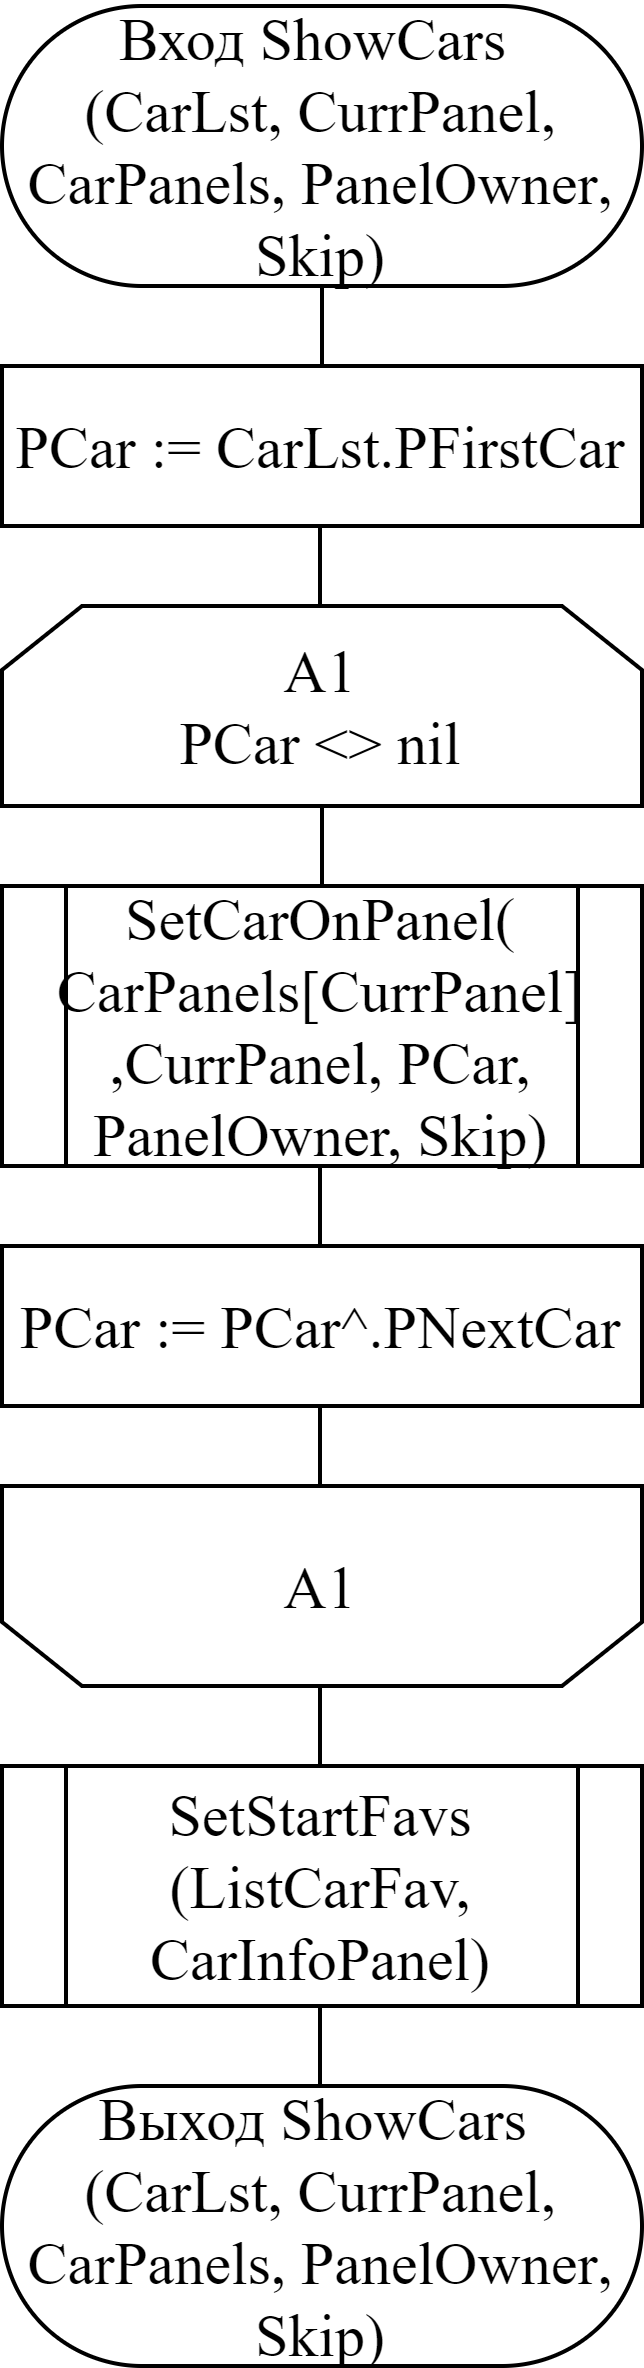 Вход ShowCars
(CarLst, CurrPanel,
CarPanels, PanelOwner,
Skip)
PCar := CarLst.PFirstCar
A1
PCar <> nil
SetCarOnPanel(
CarPanels[CurrPanel]
,CurrPanel, PCar,
PanelOwner, Skip)
PCar := PCar^.PNextCar
A1
SetStartFavs
(ListCarFav,
CarInfoPanel)
Выход ShowCars
(CarLst, CurrPanel,
CarPanels, PanelOwner,
Skip)